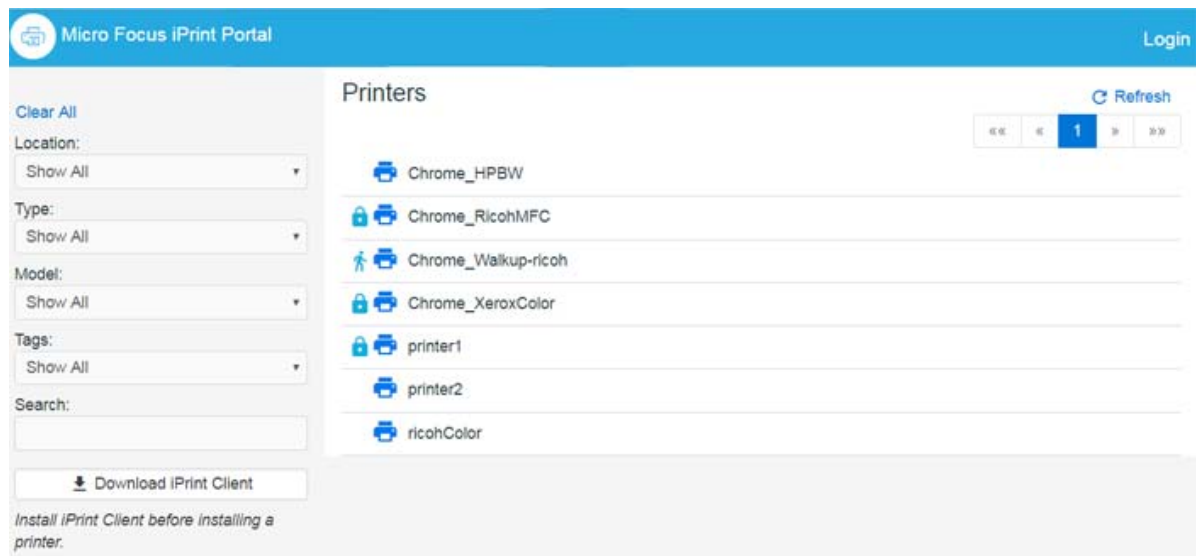 Micro Focus iPrint Portal
Login
Clear All
Location:
Show All
Type:
Show All
Model:
Show All
Tags:
Show All
Search:
Download iPrint Client
Install iPrint Client before installing a
printer.
Printers
Refresh
«« « 1 » »»
Chrome_HPBW
Chrome_RicohMFC
Chrome_Walkup-ricoh
Chrome_XeroxColor
printer1
printer2
ricohColor